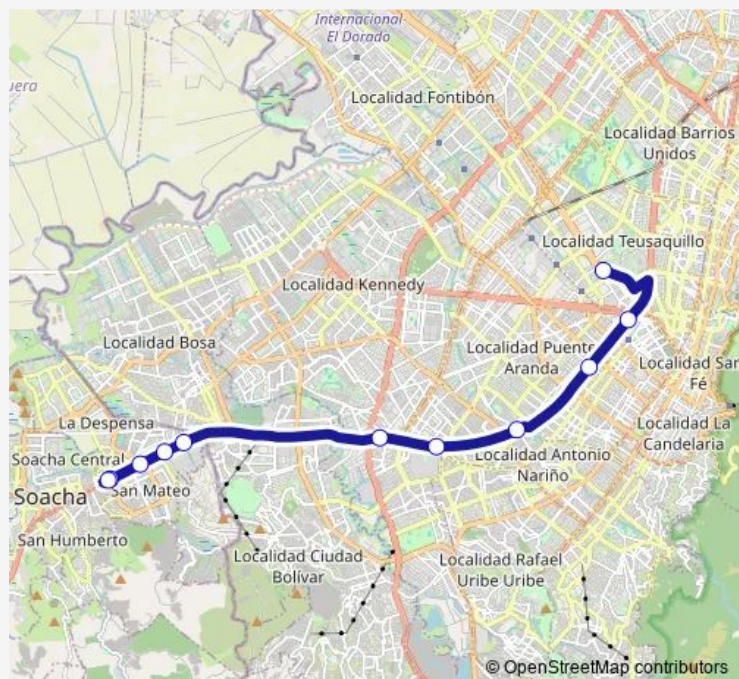 Internacional
El Dorado
uera
Localidad Fontibón
Localidad Barrios
Unidos
Localidad Teusaquillo
Localidad Kennedy
Localidad Bosa
Localidad Puente
Aranda
Localidad San
Fé
La Despensa
Localidad La
Candelaria
Soacha Central
Localidad Antonio
Nariño
Soacha
San Mateo
San Humberto
Localidad Ciudad
Bolívar
Localidad Rafael
Uribe Uribe
© OpenStreetMap contributors